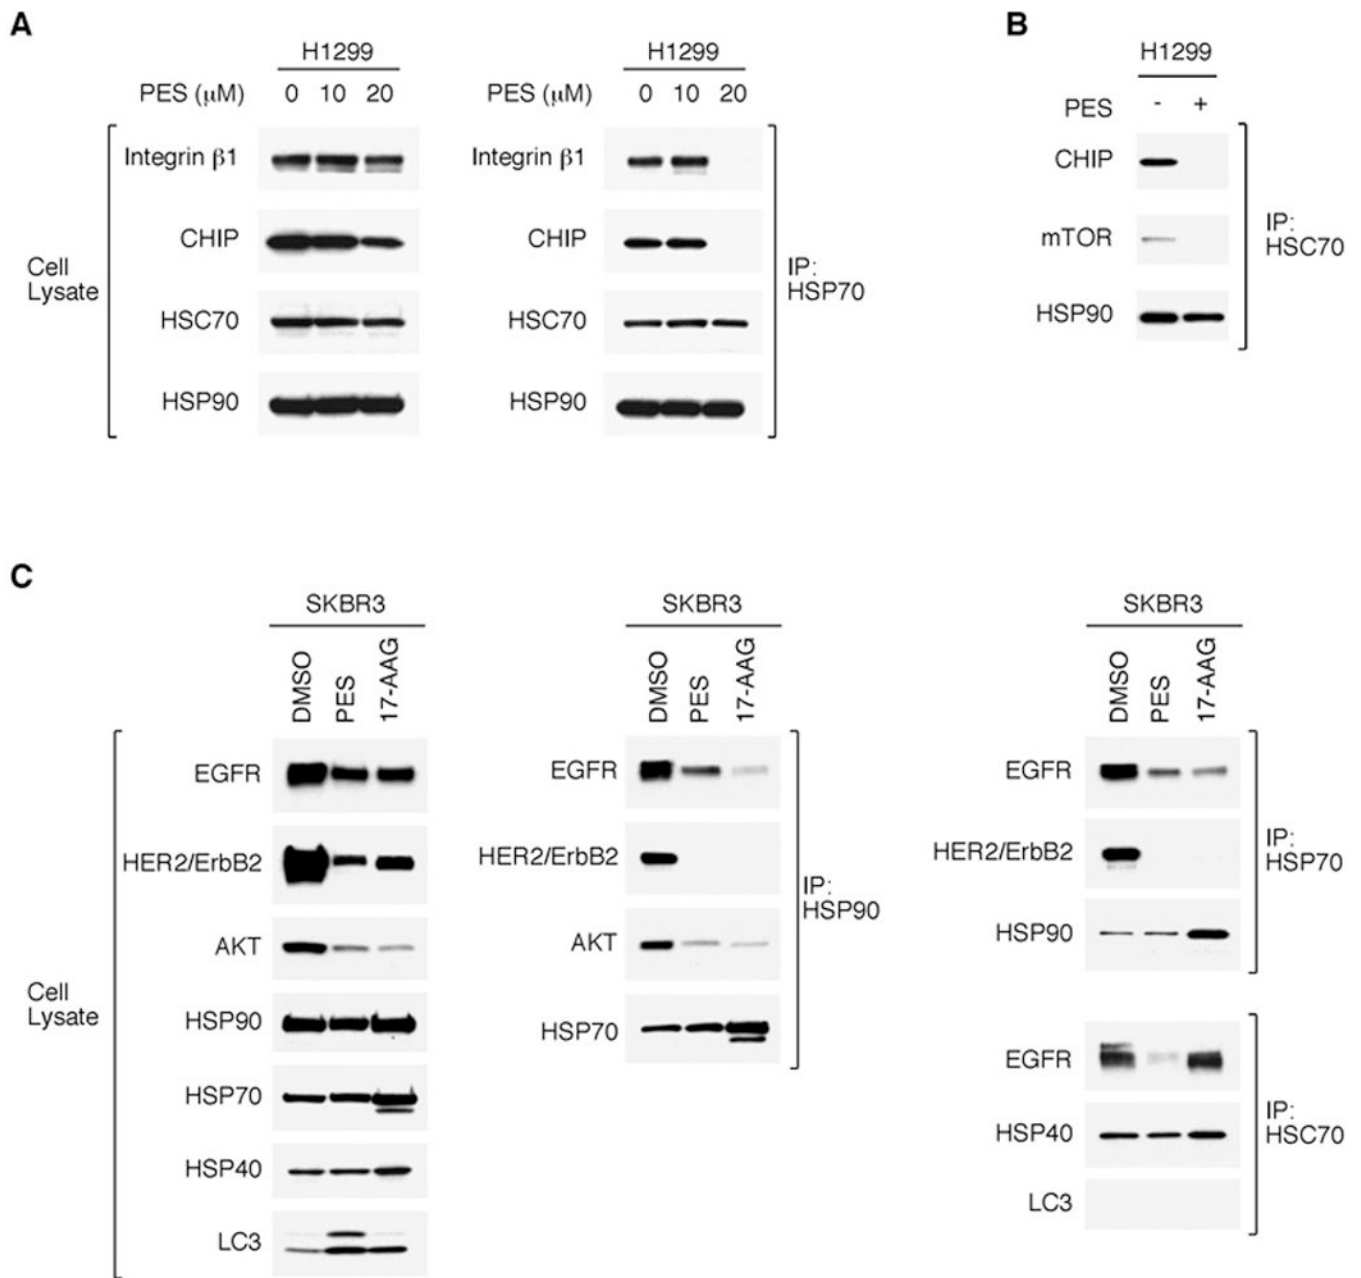 A
H1299
PES (μM) 0 10 20
Integrin β1
CHIP
HSC70
HSP90
Cell
Lysate
H1299
PES (μM) 0 10 20
Integrin β1
CHIP
HSC70
HSP90
IP:
HSP70
B
H1299
PES - +
CHIP
mTOR
HSP90
IP:
HSC70
C
SKBR3
DMSO
PES
17-AAG
EGFR
HER2/ErbB2
AKT
HSP90
HSP70
HSP40
LC3
Cell
Lysate
SKBR3
DMSO
PES
17-AAG
EGFR
HER2/ErbB2
AKT
HSP70
IP:
HSP90
SKBR3
DMSO
PES
17-AAG
EGFR
HER2/ErbB2
HSP90
IP:
HSP70
EGFR
HSP40
LC3
IP:
HSC70